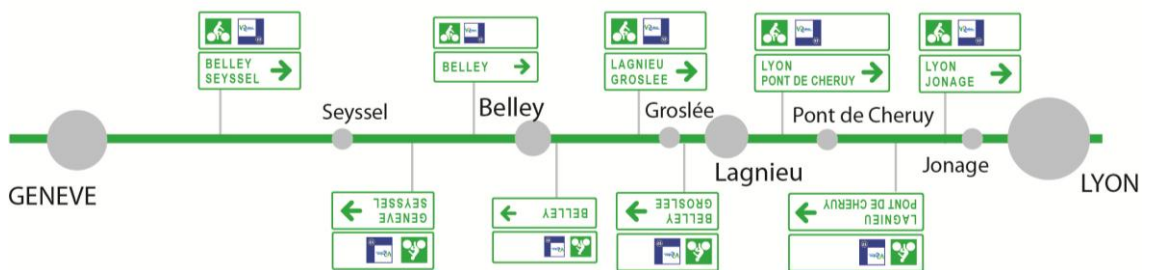 BELLEY
SEYSSEL
BELLEY
LAGNIEU
GROSLEE
LYON
PONT DE CHERUY
LYON
JONAGE
Seyssel
Belley
Groslée
Pont de Cheruy
GENEVE
Lagnieu
Jonage
LYON
GENEVE
SEYSSEL
BELLEY
BELLEY
GROSLEE
LAGNIEU
PONT DE CHERUY